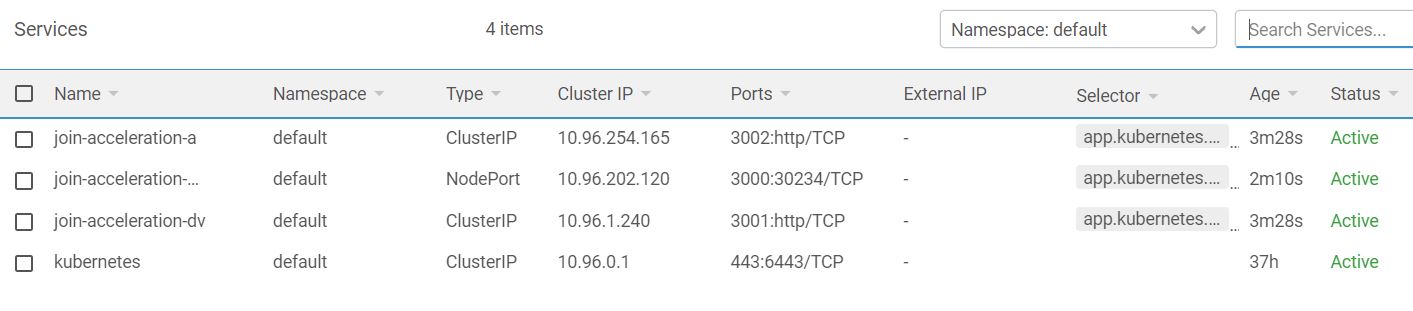 Services 4 items Namespace: default Search Services...
Name Namespace Type Cluster IP Ports External IP Selector Age Status
join-acceleration-a default ClusterIP 10.96.254.165 3002:http/TCP - app.kubernetes.... ... 3m28s Active
join-acceleration-... default NodePort 10.96.202.120 3000:30234/TCP - app.kubernetes.... ... 2m10s Active
join-acceleration-dv default ClusterIP 10.96.1.240 3001:http/TCP - app.kubernetes.... ... 3m28s Active
kubernetes default ClusterIP 10.96.0.1 443:6443/TCP - 37h Active